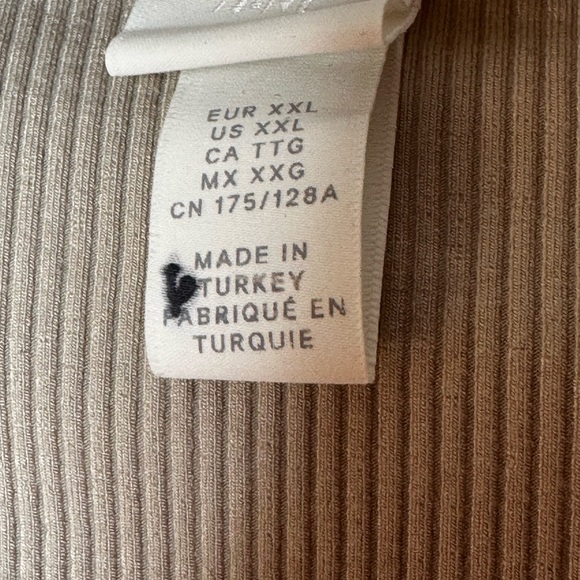 EUR XXL
US XXL
CA TTG
MX XXG
CN 175/128A
MADE IN
TURKEY
FABRIQUÉ EN
TURQUIE